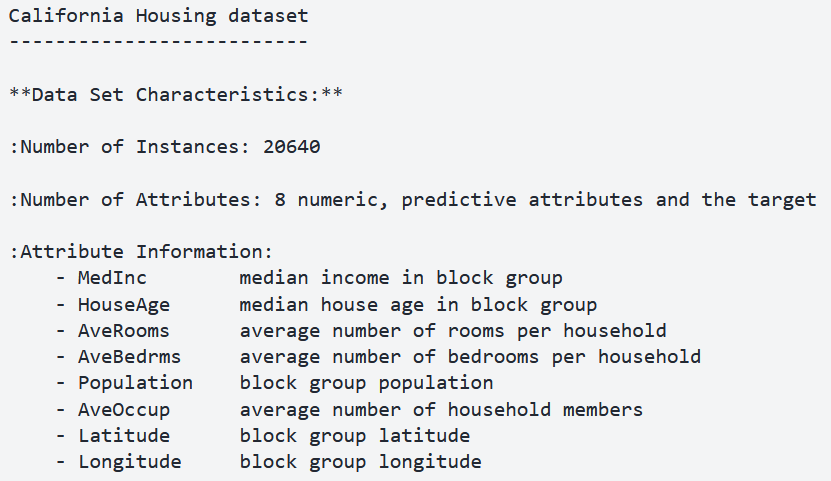 California Housing dataset
--------------------------
**Data Set Characteristics:**
:Number of Instances: 20640
:Number of Attributes: 8 numeric, predictive attributes and the target
:Attribute Information:
    - MedInc        median income in block group
    - HouseAge      median house age in block group
    - AveRooms      average number of rooms per household
    - AveBedrms     average number of bedrooms per household
    - Population    block group population
    - AveOccup      average number of household members
    - Latitude      block group latitude
    - Longitude     block group longitude